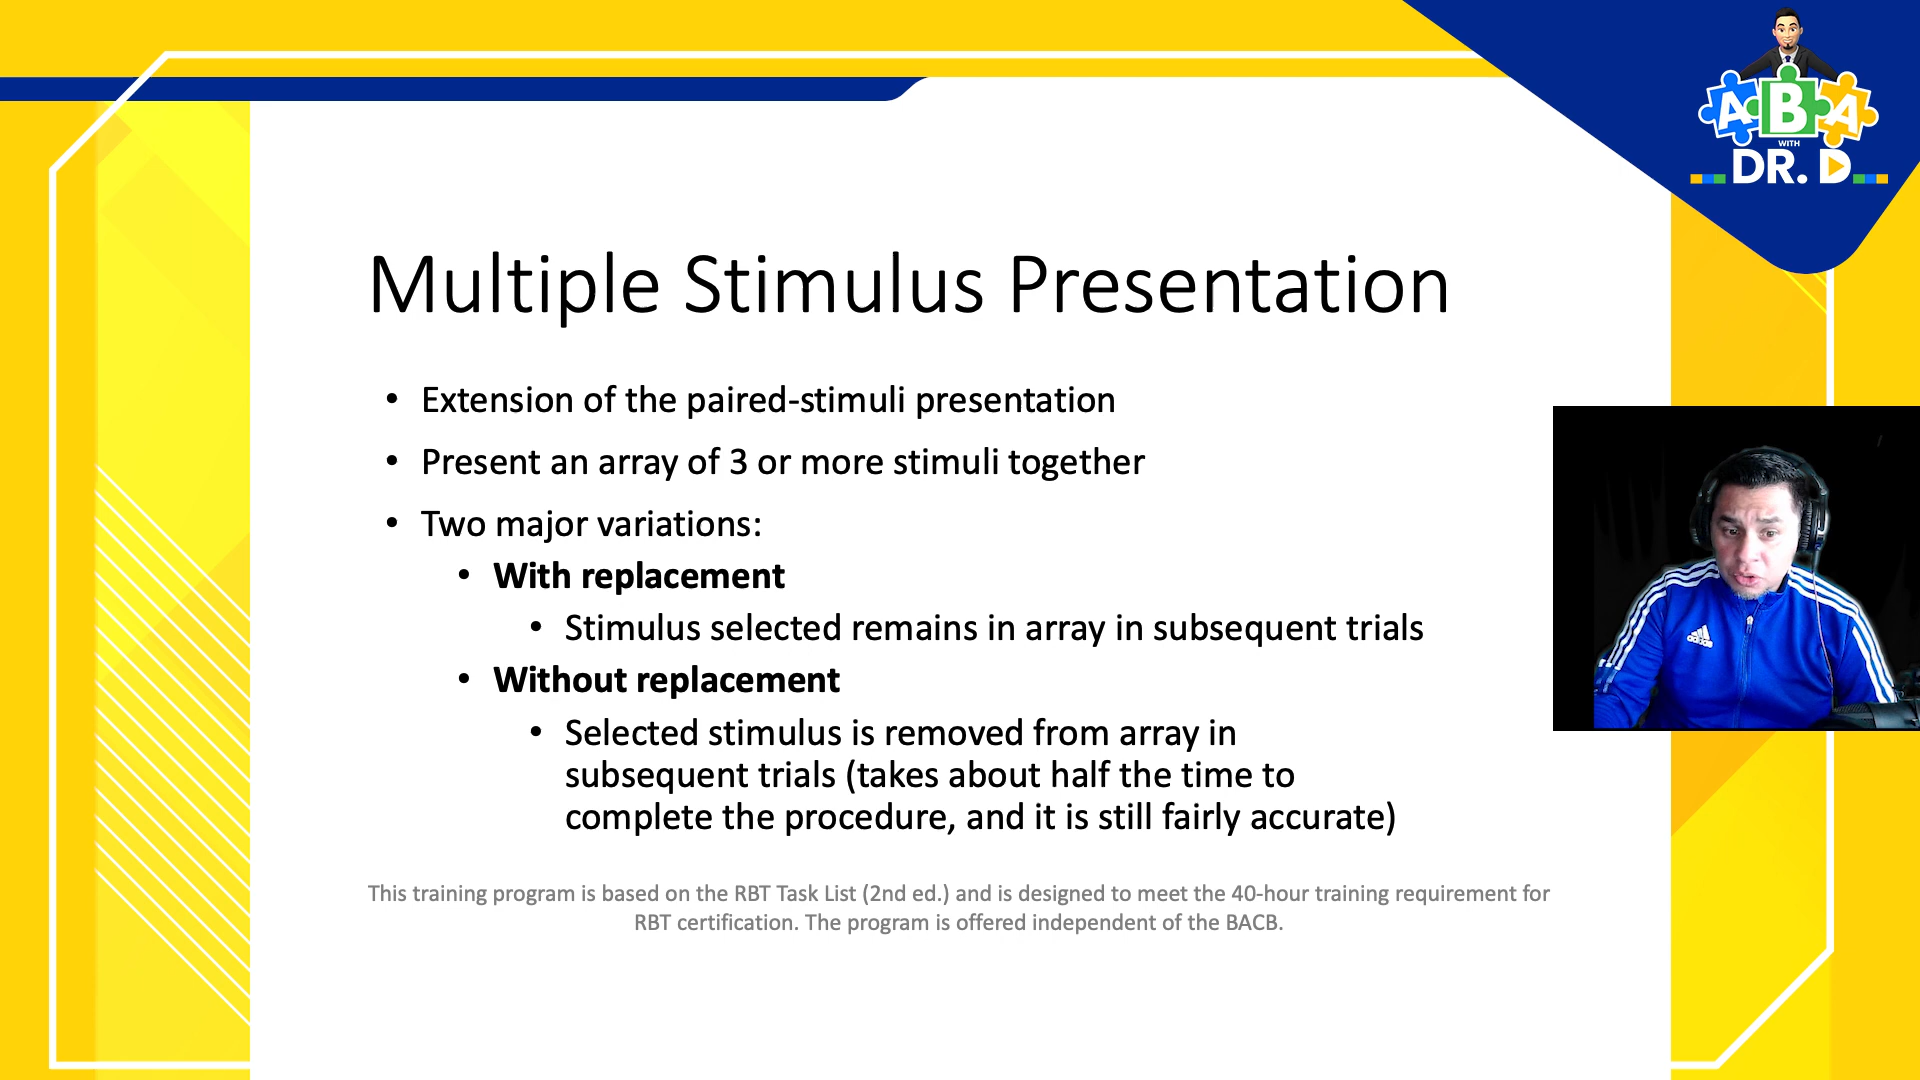 ABA
WITH
DR. D
Multiple Stimulus Presentation
• Extension of the paired-stimuli presentation
• Present an array of 3 or more stimuli together
• Two major variations:
• With replacement
• Stimulus selected remains in array in subsequent trials
• Without replacement
• Selected stimulus is removed from array in
subsequent trials (takes about half the time to
complete the procedure, and it is still fairly accurate)
adidas
This training program is based on the RBT Task List (2nd ed.) and is designed to meet the 40-hour training requirement for
RBT certification. The program is offered independent of the BACB.